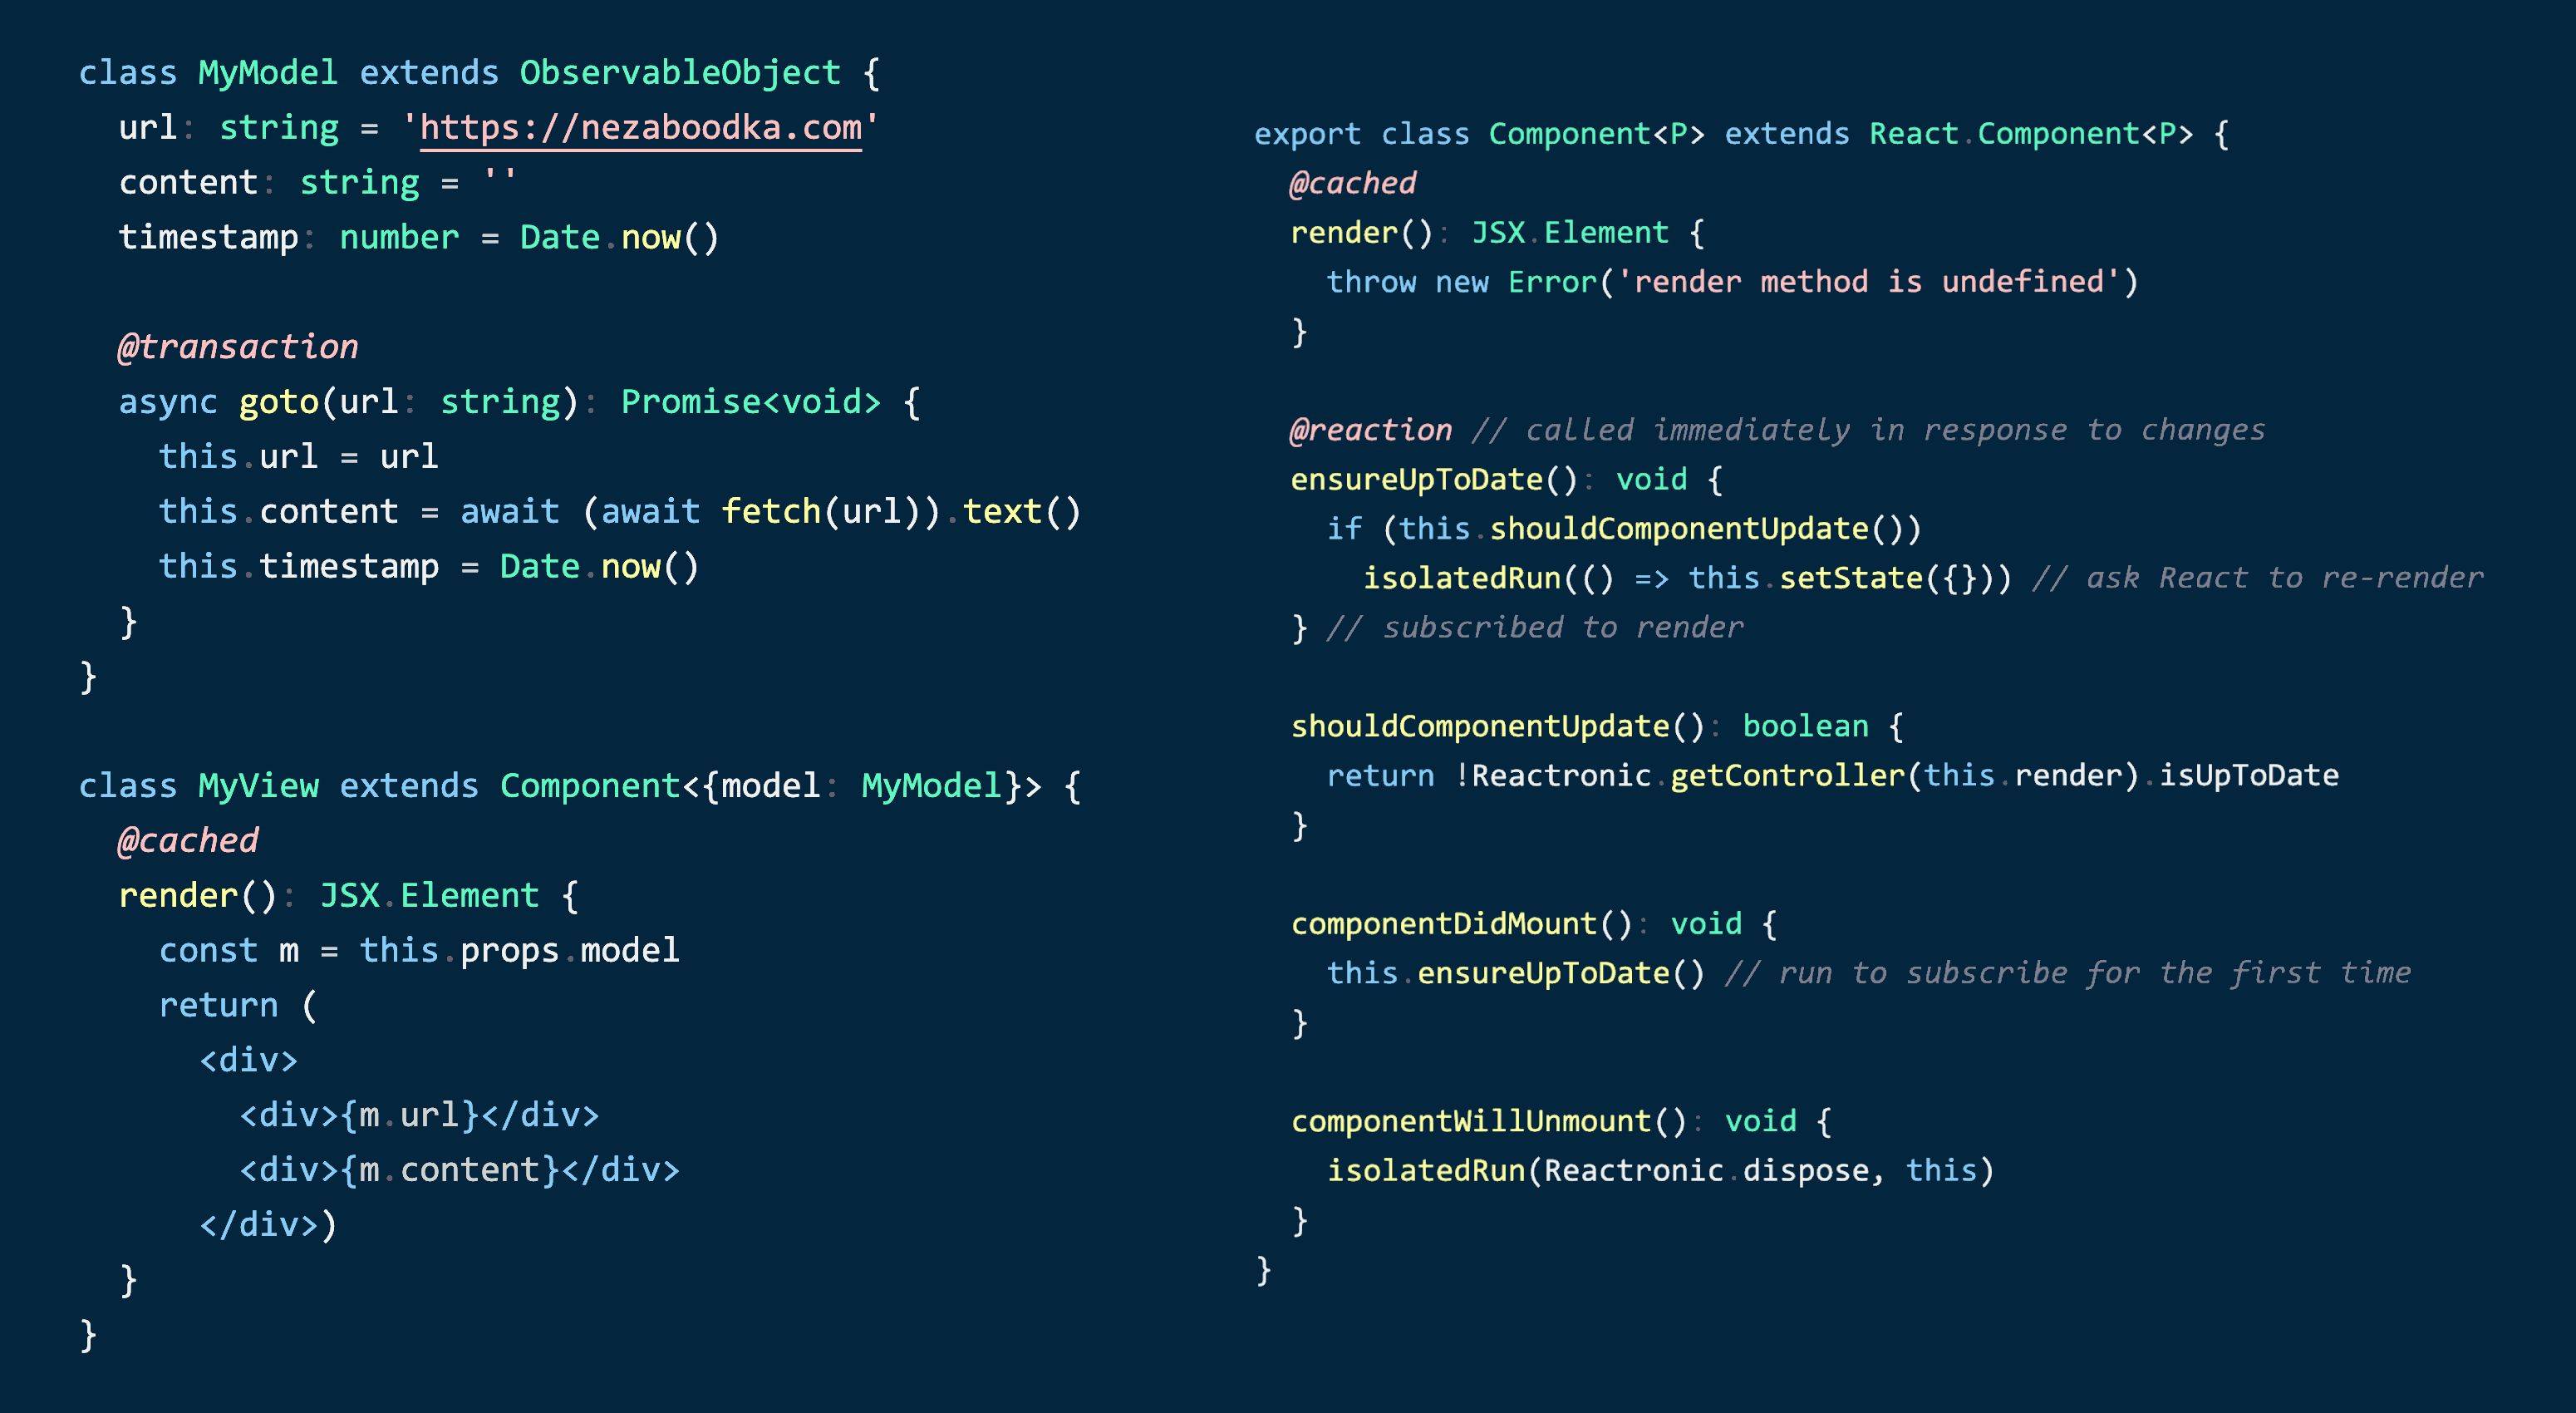 class MyModel extends ObservableObject {
  url: string = 'https://nezaboodka.com'
  content: string = ''
  timestamp: number = Date.now()

  @transaction
  async goto(url: string): Promise<void> {
    this.url = url
    this.content = await (await fetch(url)).text()
    this.timestamp = Date.now()
  }
}

class MyView extends Component<{model: MyModel}> {
  @cached
  render(): JSX.Element {
    const m = this.props.model
    return (
      <div>
        <div>{m.url}</div>
        <div>{m.content}</div>
      </div>)
  }
}

export class Component<P> extends React.Component<P> {
  @cached
  render(): JSX.Element {
    throw new Error('render method is undefined')
  }

  @reaction // called immediately in response to changes
  ensureUpToDate(): void {
    if (this.shouldComponentUpdate())
      isolatedRun(() => this.setState({})) // ask React to re-render
  } // subscribed to render

  shouldComponentUpdate(): boolean {
    return !Reactronic.getController(this.render).isUpToDate
  }

  componentDidMount(): void {
    this.ensureUpToDate() // run to subscribe for the first time
  }

  componentWillUnmount(): void {
    isolatedRun(Reactronic.dispose, this)
  }
}